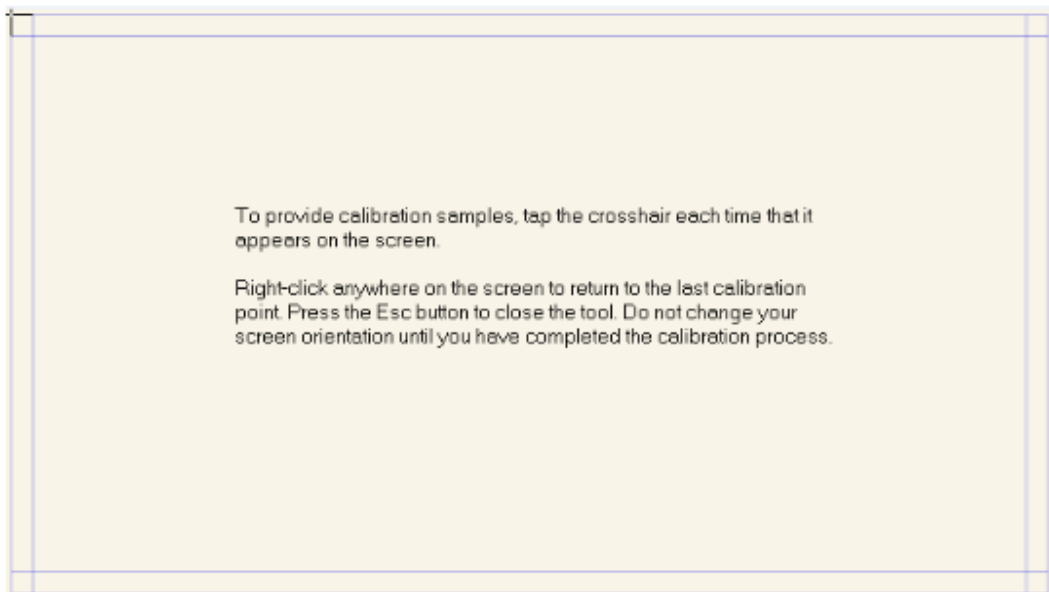 To provide calibration samples, tap the crosshair each time that it
appears on the screen.
Right-click anywhere on the screen to return to the last calibration
point. Press the Esc button to close the tool. Do not change your
screen orientation until you have completed the calibration process.